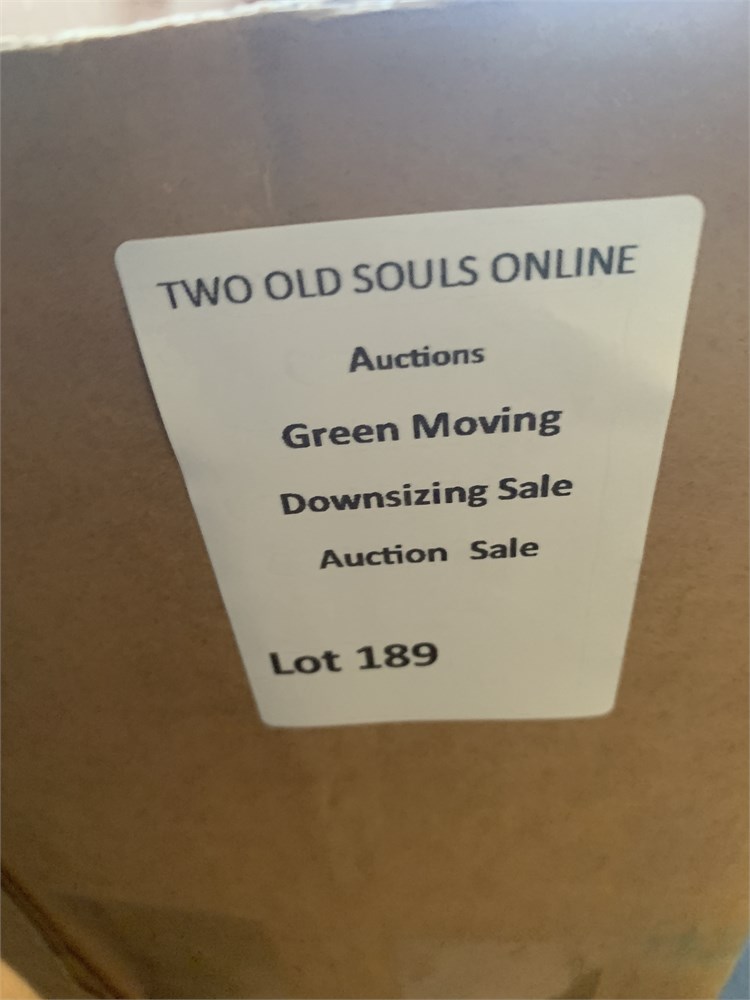 TWO OLD SOULS ONLINE
Auctions
Green Moving
Downsizing Sale
Auction Sale
Lot 189